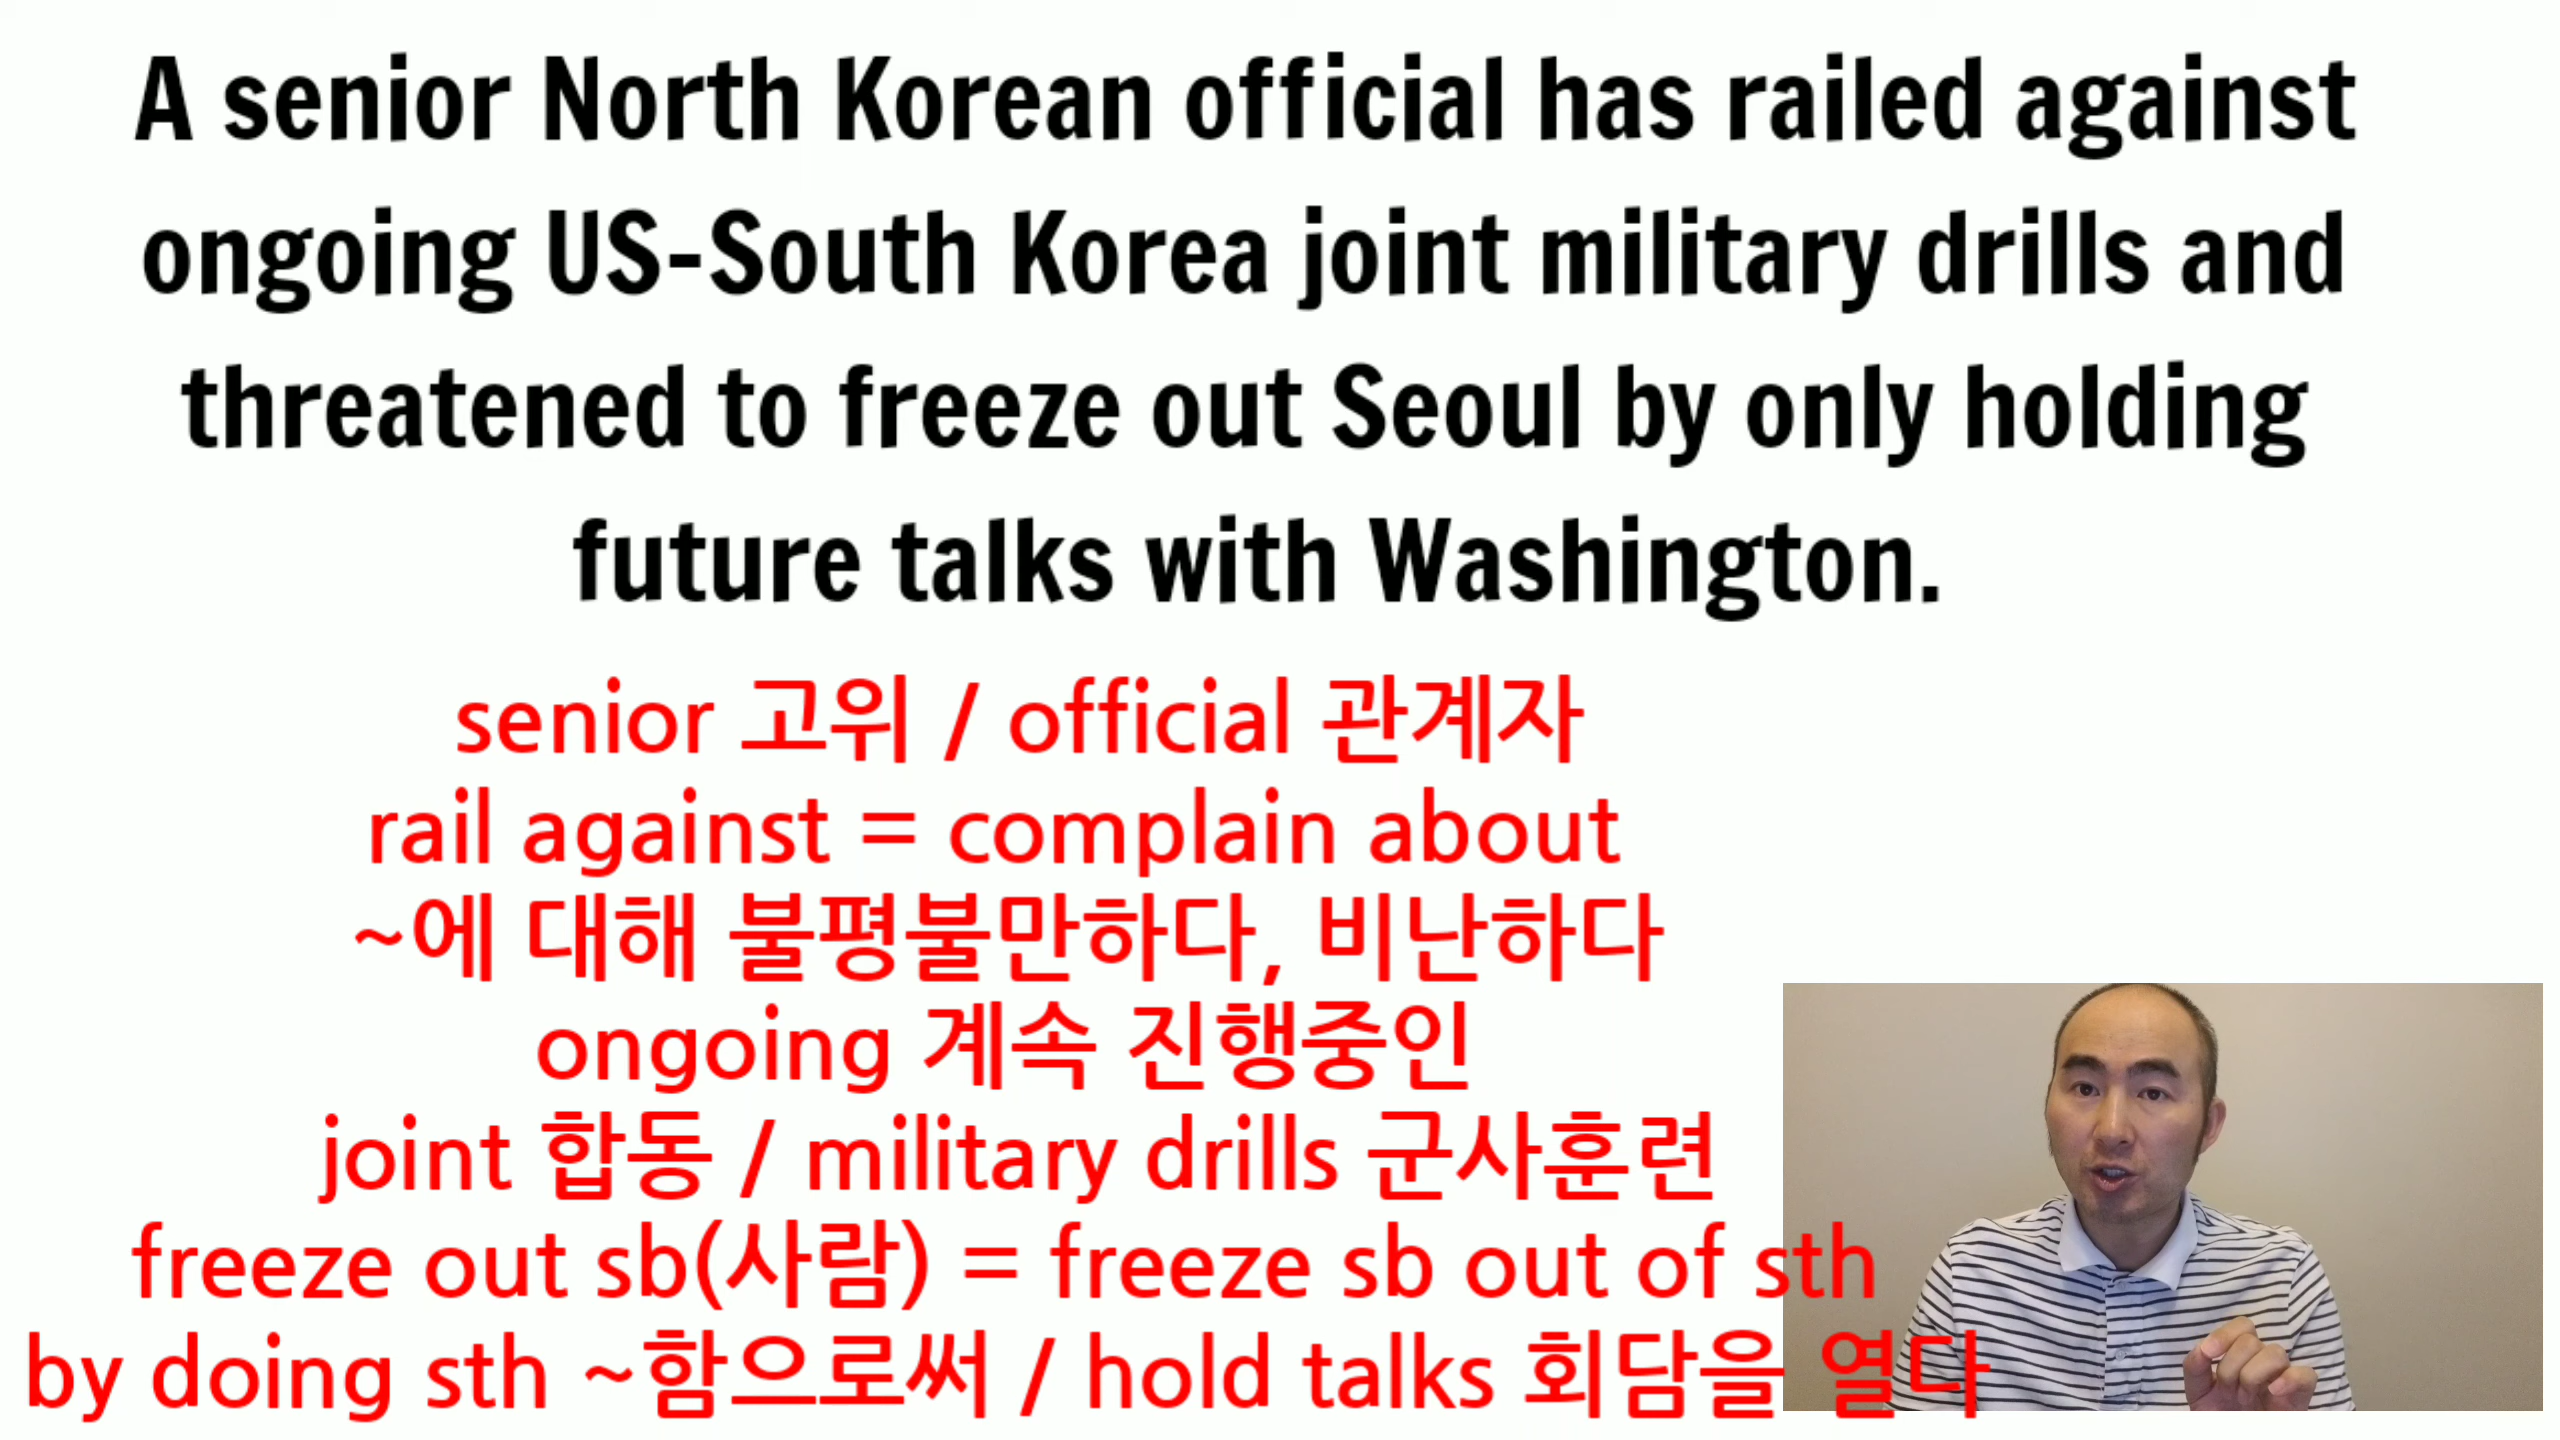 A senior North Korean official has railed against
ongoing US-South Korea joint military drills and
threatened to freeze out Seoul by only holding
future talks with Washington.
senior 고위 / official 관계자
rail against = complain about
~에 대해 불평불만하다, 비난하다
ongoing 계속 진행중인
joint 합동 / military drills 군사훈련
freeze out sb(사람) = freeze sb out of sth
by doing sth ~함으로써 / hold talks 회담을 열다